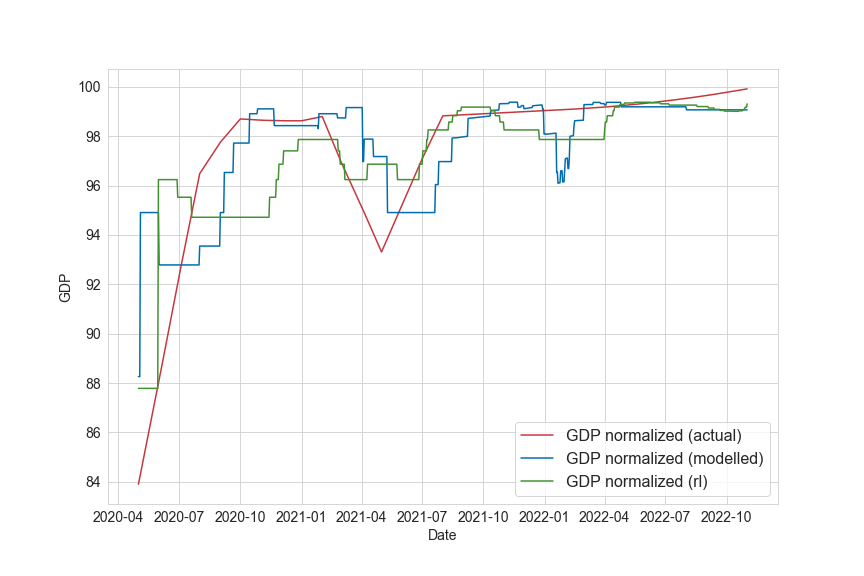 100
98
96
94
92
90
88
86
84
GDP
GDP normalized (actual)
GDP normalized (modelled)
GDP normalized (rl)
2020-04 2020-07 2020-10 2021-01 2021-04 2021-07 2021-10 2022-01 2022-04 2022-07 2022-10
Date